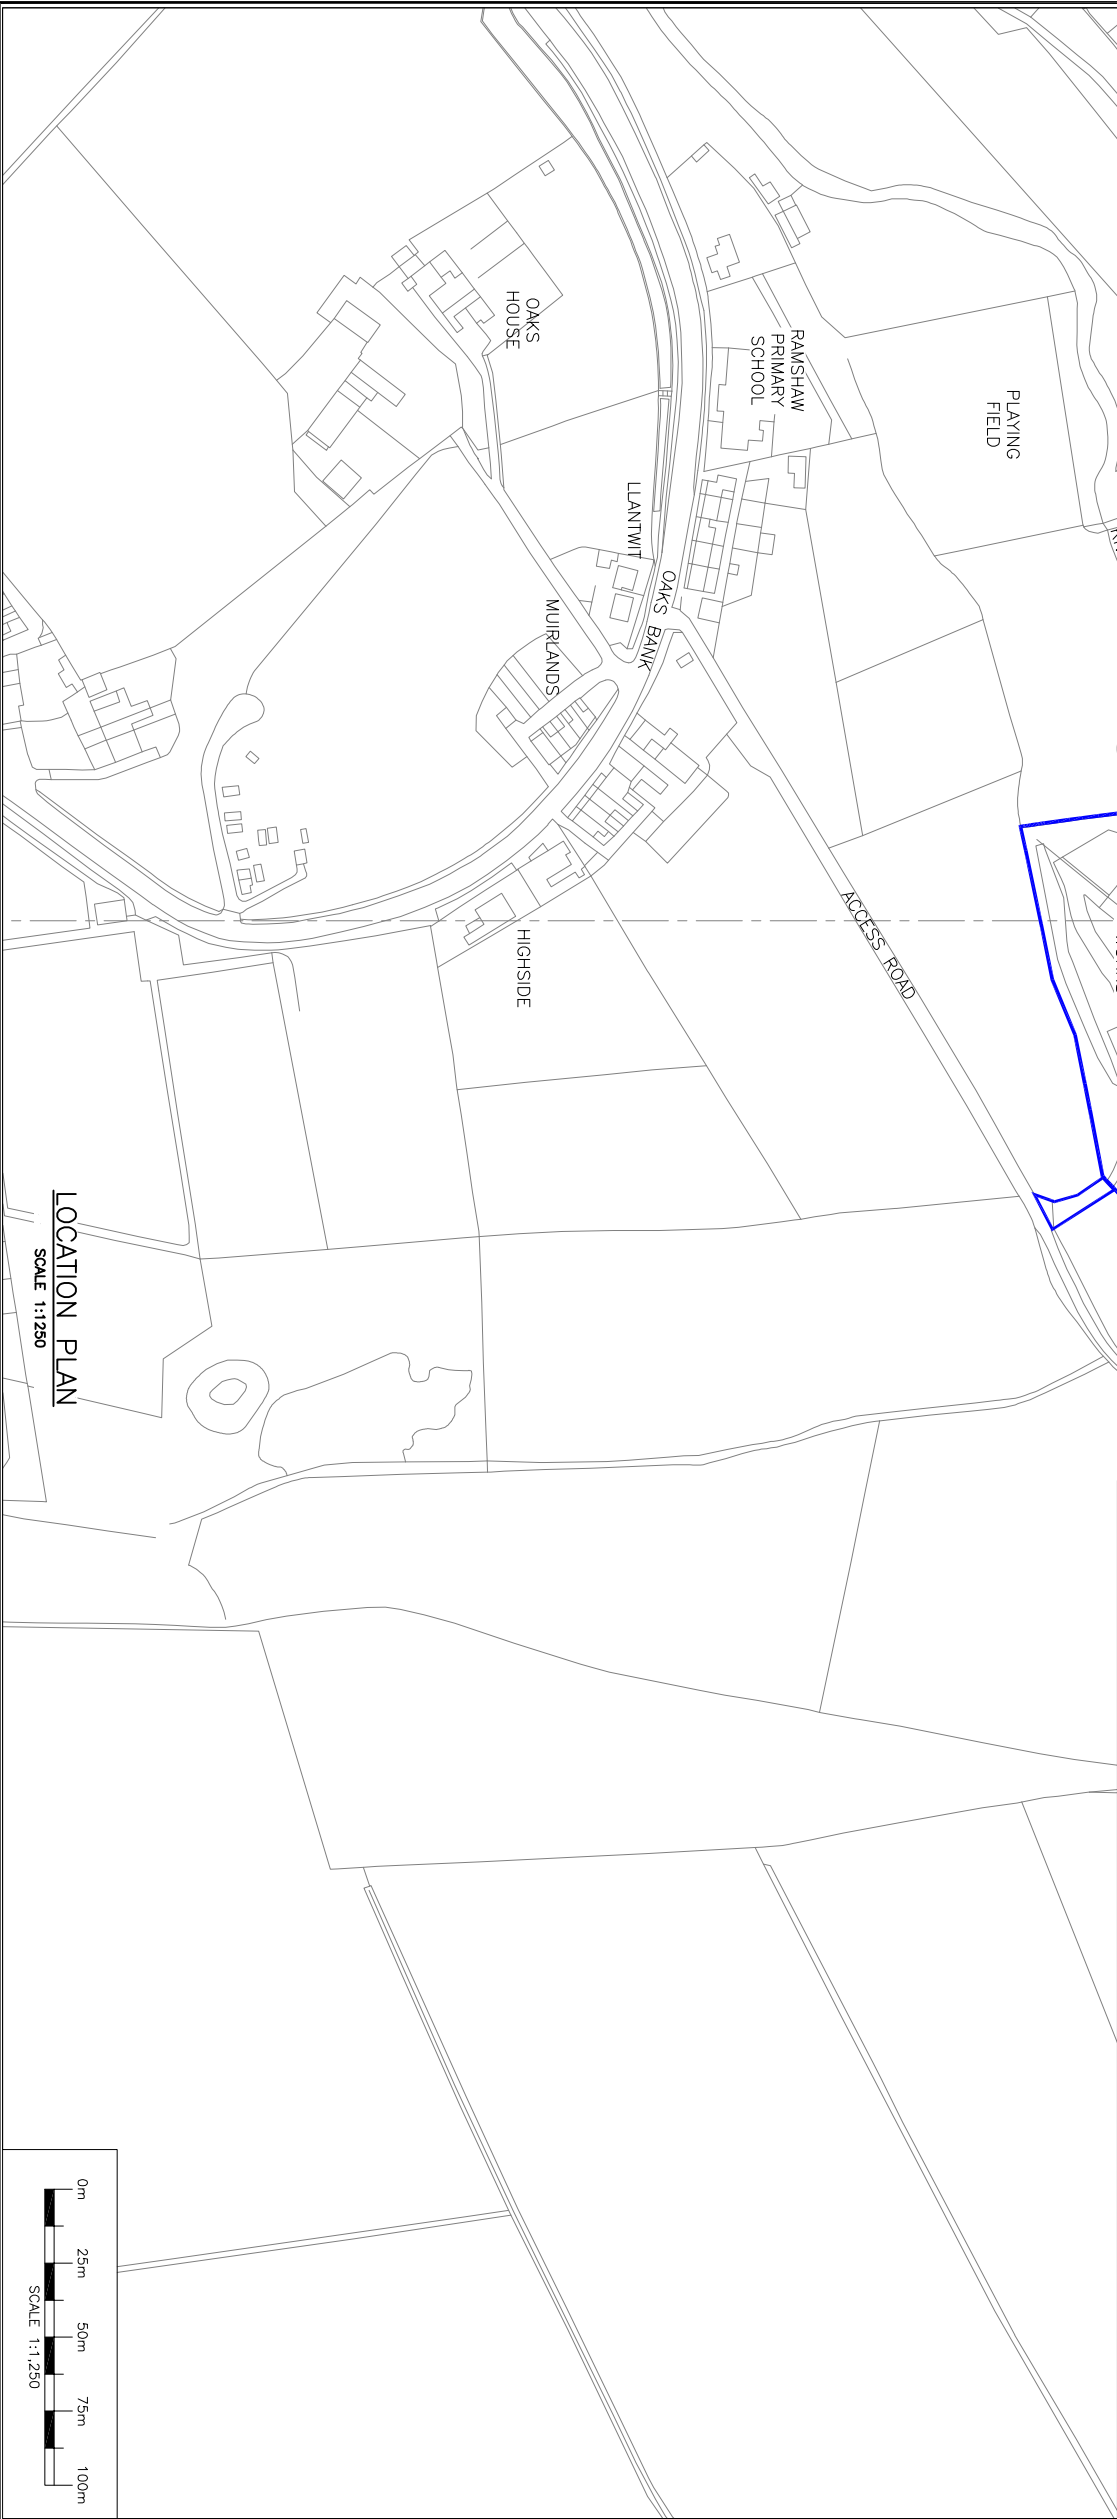 PLAYING
FIELD
RAMSHAW
PRIMARY
SCHOOL
OAKS
HOUSE
LLANTWIT
OAKS BANK
MUIRLANDS
ACCESS ROAD
HIGHSIDE
LOCATION PLAN
SCALE 1:1250
0m
25m
50m
75m
100m
SCALE 1:1,250